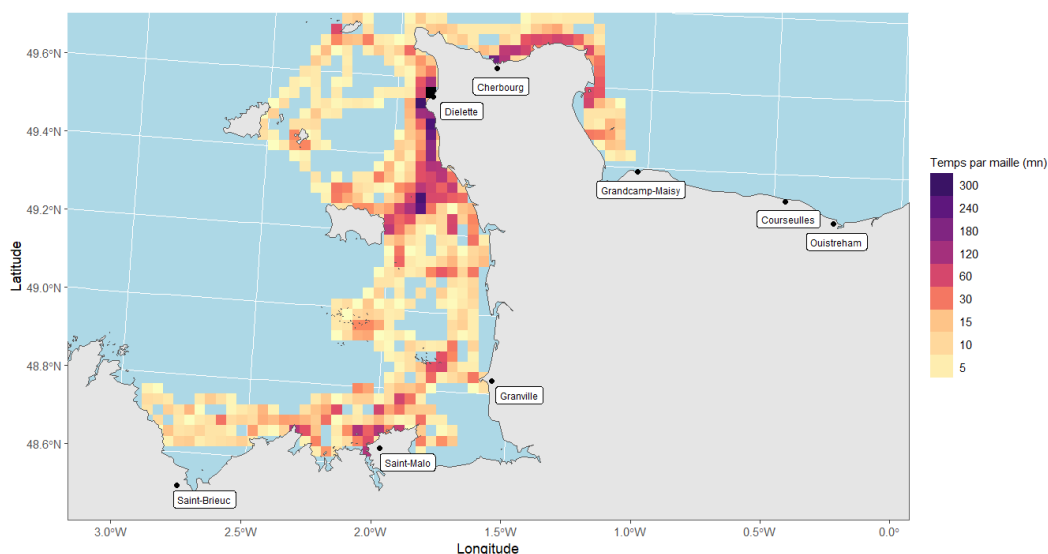 49.6°N
49.4°N
49.2°N
49.0°N
48.8°N
48.6°N
Latitude
Cherbourg
Dielette
Grandcamp-Maisy
Courseulles
Ouistreham
Granville
Saint-Malo
Saint-Brieuc
3.0°W
2.5°W
2.0°W
1.5°W
1.0°W
0.5°W
0.0°
Longitude
Temps par maille (mn)
300
240
180
120
60
30
15
10
5